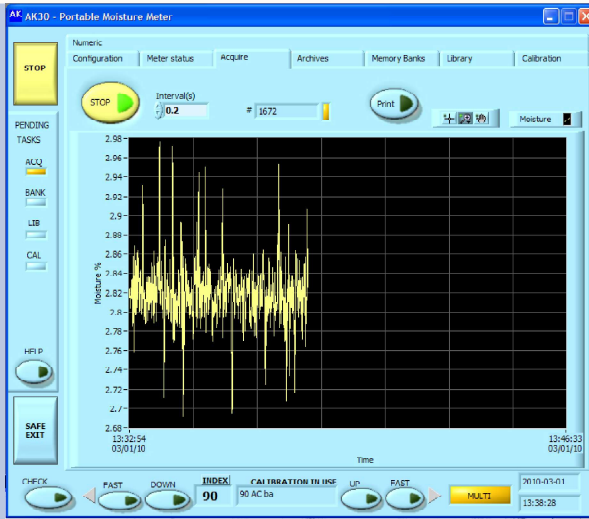 AK AK30 - Portable Moisture Meter
STOP
Numeric
Configuration Meter status Acquire Archives Memory Banks Library Calibration
STOP
Interval(s)
0.2
# 1672
Print
Moisture
PENDING
TASKS
ACQ
BANK
LIB
CAL
HELP
SAFE
EXIT
Moisture %
2.98
2.96
2.94
2.92
2.9
2.88
2.86
2.84
2.82
2.8
2.78
2.76
2.74
2.72
2.7
2.68
13:32:54
03/01/10
13:46:33
03/01/10
Time
CHECK
FAST
DOWN
INDEX
90
CALIBRATION IN USE
90 AC ba
UP
FAST
MULTI
2010-03-01
13:38:28